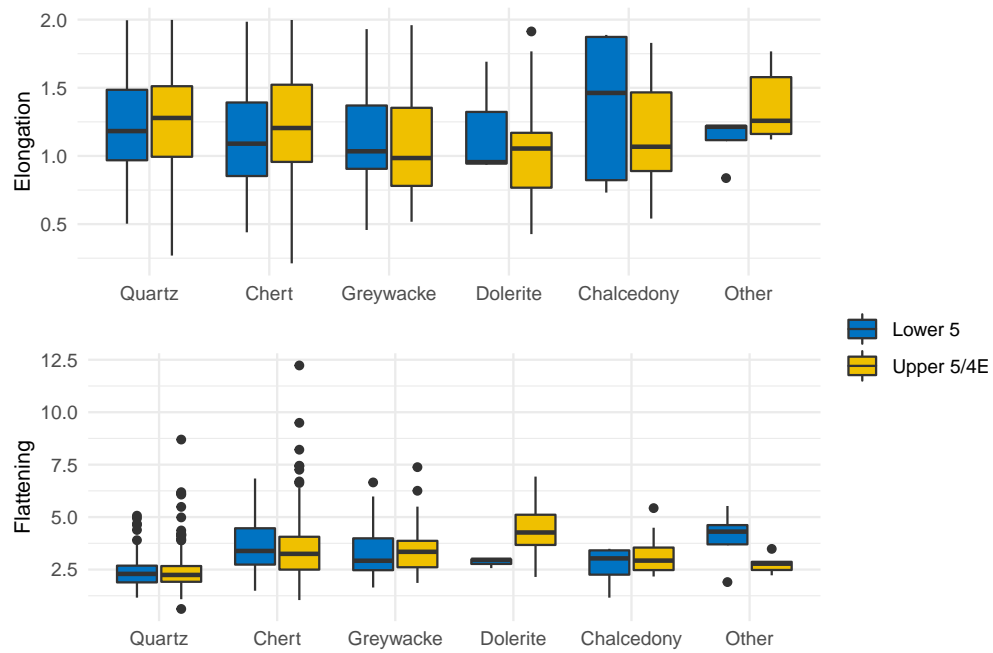 2.0
1.5
1.0
0.5
Elongation
Quartz Chert Greywacke Dolerite Chalcedony Other
12.5
10.0
7.5
5.0
2.5
Flattening
Quartz Chert Greywacke Dolerite Chalcedony Other
Lower 5
Upper 5/4E